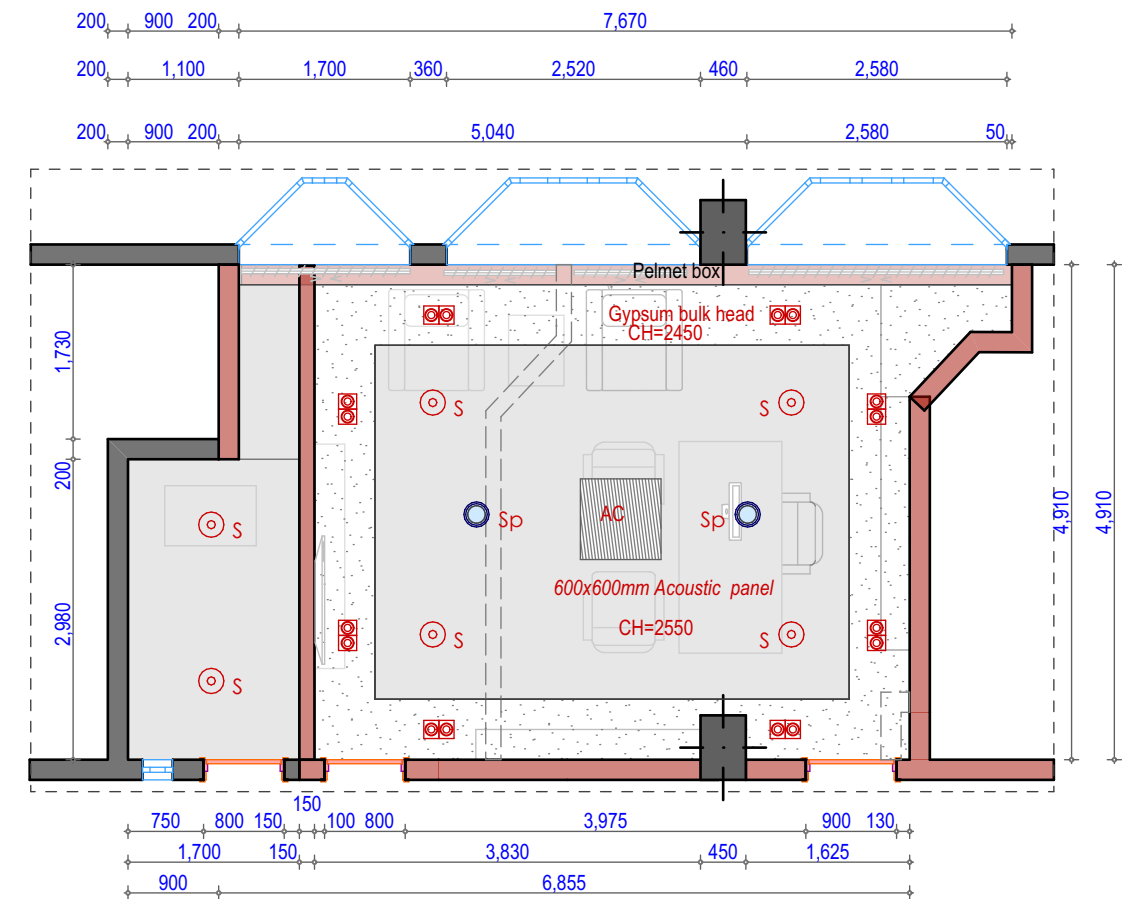 200 900 200 7,670
200 1,100 1,700 360 2,520 460 2,580
200 900 200 5,040 2,580 50
Pelmet box
Gypsum bulk head
CH=2450
1,730
S S
200
4,910 4,910
Sp AC Sp
S
600x600mm Acoustic panel
CH=2550
2,980
S S
S
150
750 800 150 100 800 3,975 900 130
1,700 150 3,830 450 1,625
900 6,855